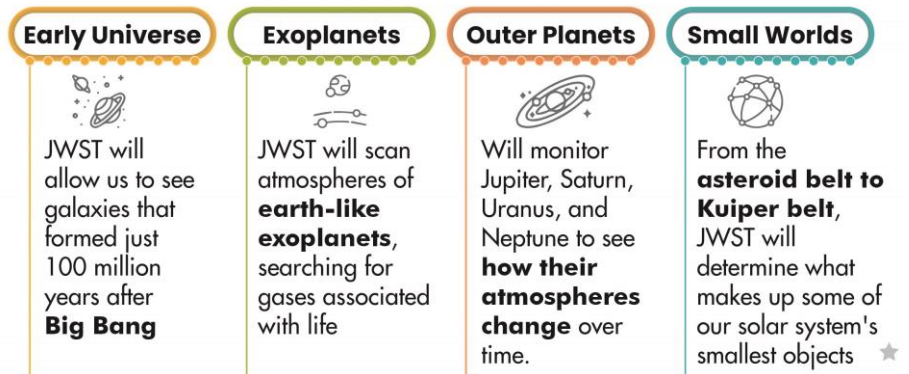 Early Universe
JWST will
allow us to see
galaxies that
formed just
100 million
years after
Big Bang
Exoplanets
JWST will scan
atmospheres of
earth-like
exoplanets,
searching for
gases associated
with life
Outer Planets
Will monitor
Jupiter, Saturn,
Uranus, and
Neptune to see
how their
atmospheres
change over
time.
Small Worlds
From the
asteroid belt to
Kuiper belt,
JWST will
determine what
makes up some of
our solar system's
smallest objects